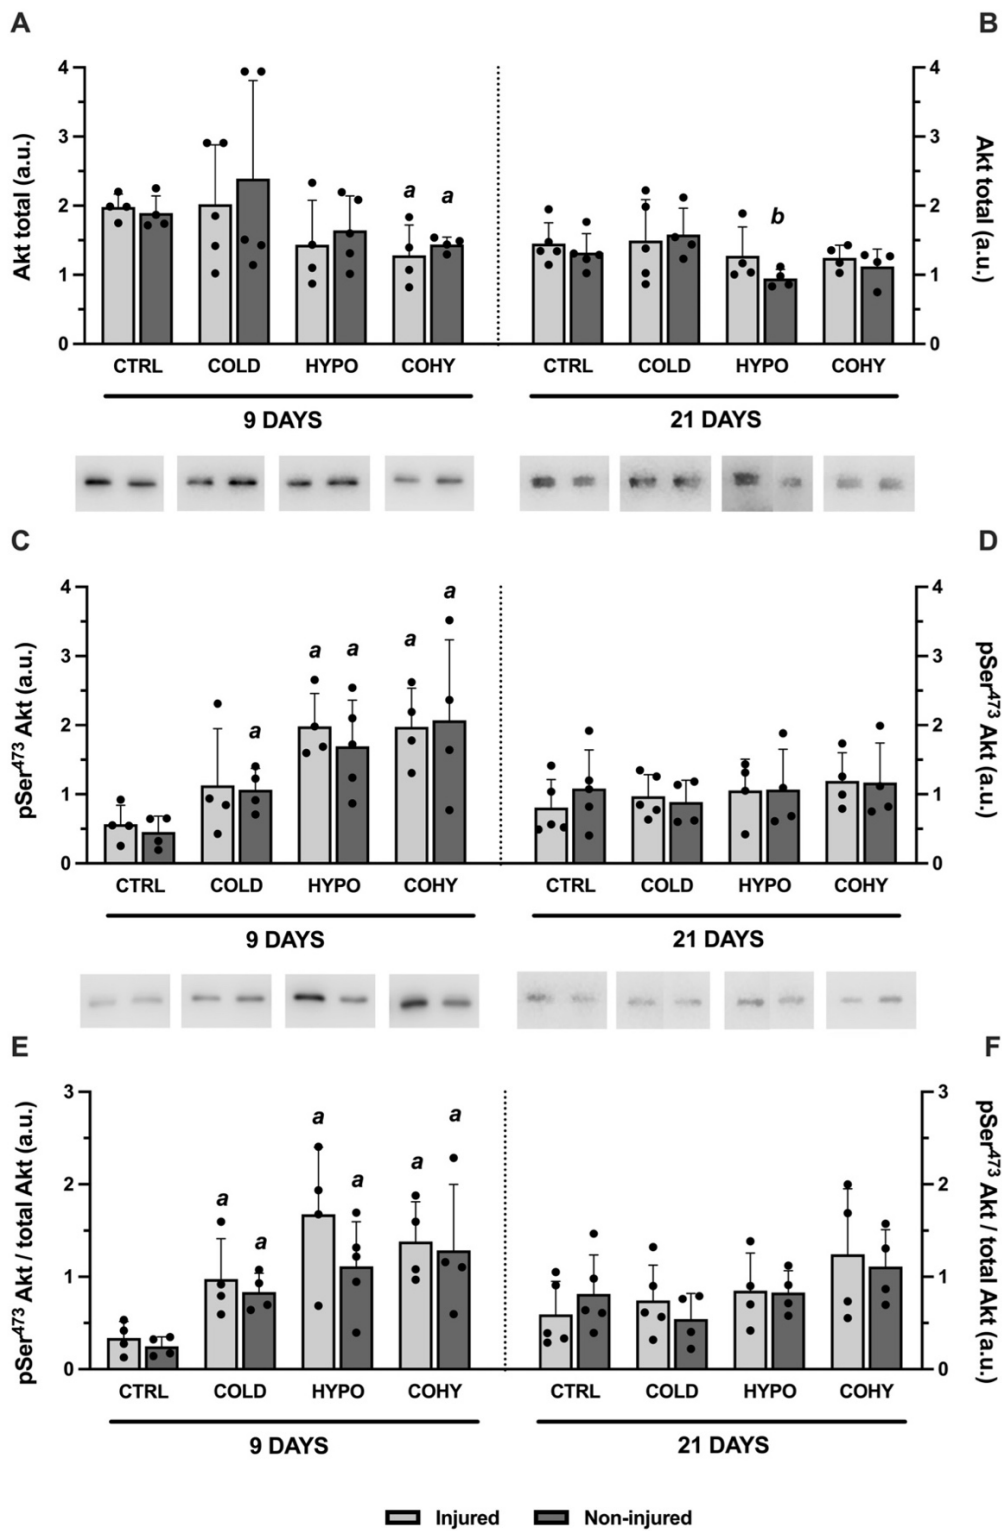 A B
4 4
3 3
2 2
1 1
0 0
Akt total (a.u.)
Akt total (a.u.)
a a
b
CTRL COLD HYPO COHY CTRL COLD HYPO COHY
9 DAYS 21 DAYS
C D
4 4
3 3
2 2
1 1
0 0
pSer473 Akt (a.u.)
pSer473 Akt (a.u.)
a a a a a
CTRL COLD HYPO COHY CTRL COLD HYPO COHY
9 DAYS 21 DAYS
E F
3 3
2 2
1 1
0 0
pSer473 Akt / total Akt (a.u.)
pSer473 Akt / total Akt (a.u.)
a a a a a a
CTRL COLD HYPO COHY CTRL COLD HYPO COHY
9 DAYS 21 DAYS
Injured Non-injured